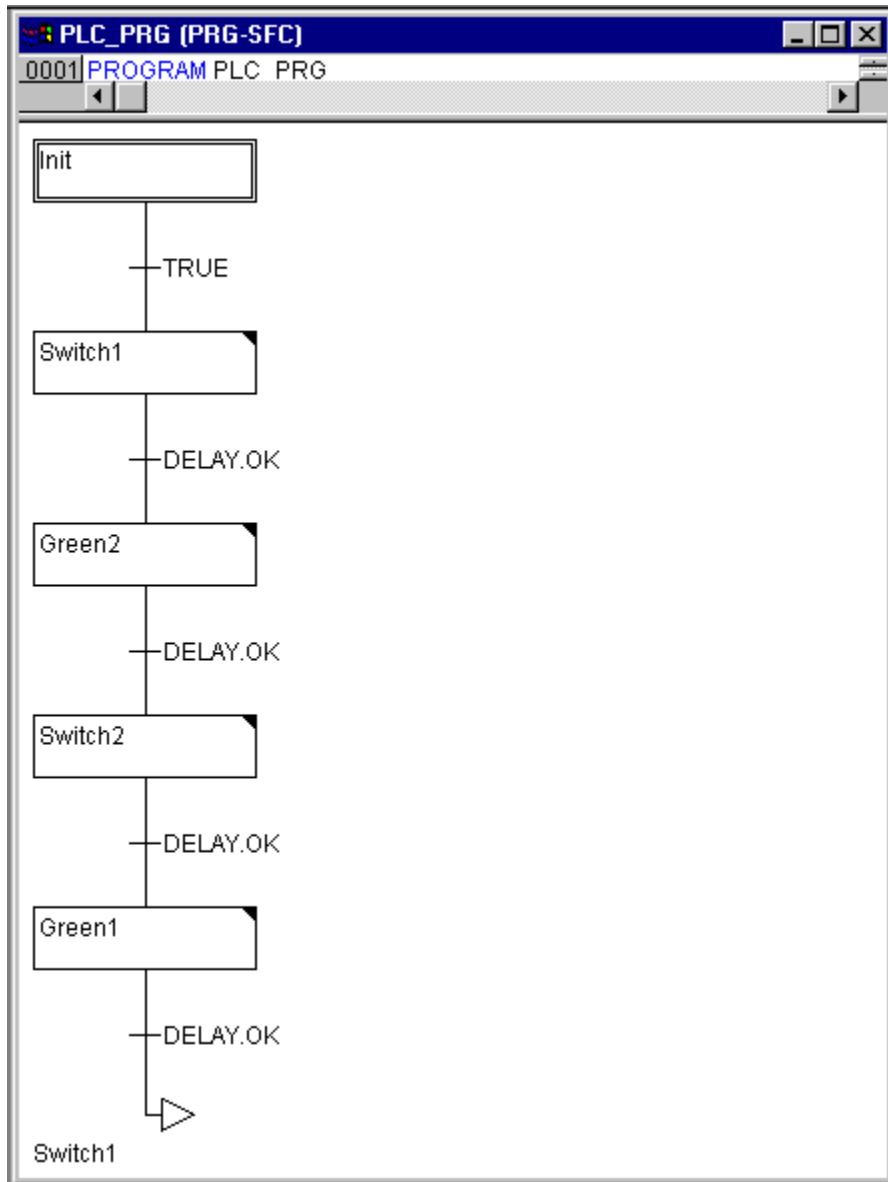 PLC_PRG (PRG-SFC)
0001 PROGRAM PLC_PRG
Init
TRUE
Switch1
DELAY.OK
Green2
DELAY.OK
Switch2
DELAY.OK
Green1
DELAY.OK
Switch1